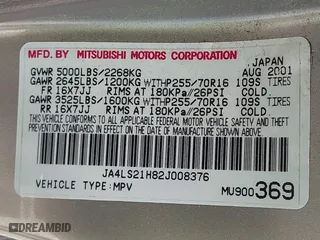 MFD BY MITSUBISHI MOTORS CORPORATION
JAPAN
GVWR 5000LBS/2268KG AUG 2001
GAWR 2645LBS/1200KG WITHP255/70R16 109S TIRES
FR 16X7JJ RIMS AT 180KPA//26PSI COLD.
GAWR 3525LBS/1600KG WITHP255/70R16 109S TIRES
RR 16X7JJ RIMS AT 180KPA//26PSI COLD.
THIS VEHICLE CONFORMS TO ALL APPLICABLE FEDERAL MOTOR VEHICLE SAFETY AND THEFT PREVENTION STANDARDS IN EFFECT ON THE DATE OF MANUFACTURE SHOWN ABOVE.
JA4LS21H82J008376
VEHICLE TYPE: MPV MU900369
DREAMBID